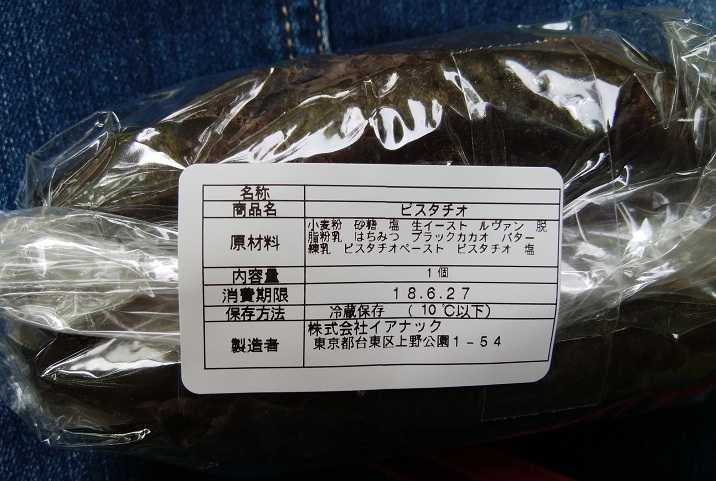 名称
商品名 ピスタチオ
原材料 小麦粉 砂糖 塩 生イースト ルヴァン 脱
脂粉乳 はちみつ ブラックカカオ バター
練乳 ピスタチオペースト ピスタチオ 塩
内容量 1個
消費期限 18.6.27
保存方法 冷蔵保存 (10℃以下)
製造者 株式会社イアナック
東京都台東区上野公園1-54